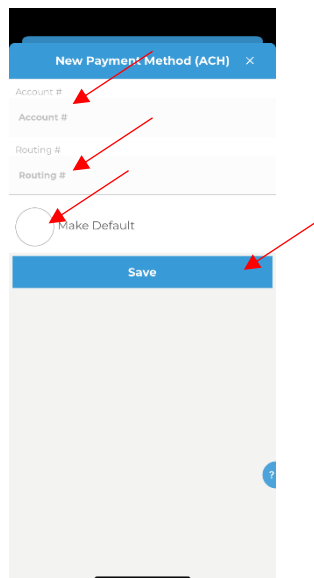 New Payment Method (ACH) ×
Account #
Account #
Routing #
Routing #
Make Default
Save
?